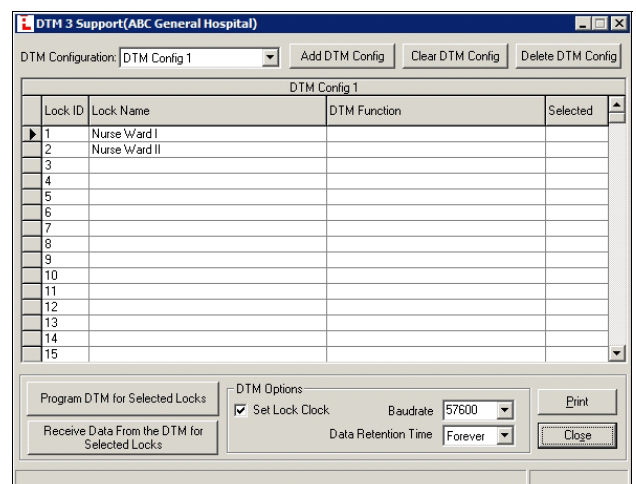 DTM 3 Support(ABC General Hospital)
DTM Configuration: DTM Config 1 Add DTM Config Clear DTM Config Delete DTM Config
DTM Config 1
Lock ID Lock Name DTM Function Selected
1 Nurse Ward I
2 Nurse Ward II
3
4
5
6
7
8
9
10
11
12
13
14
15
Program DTM for Selected Locks
Receive Data From the DTM for
Selected Locks
DTM Options
Set Lock Clock Baudrate 57600
Data Retention Time Forever
Print
Close